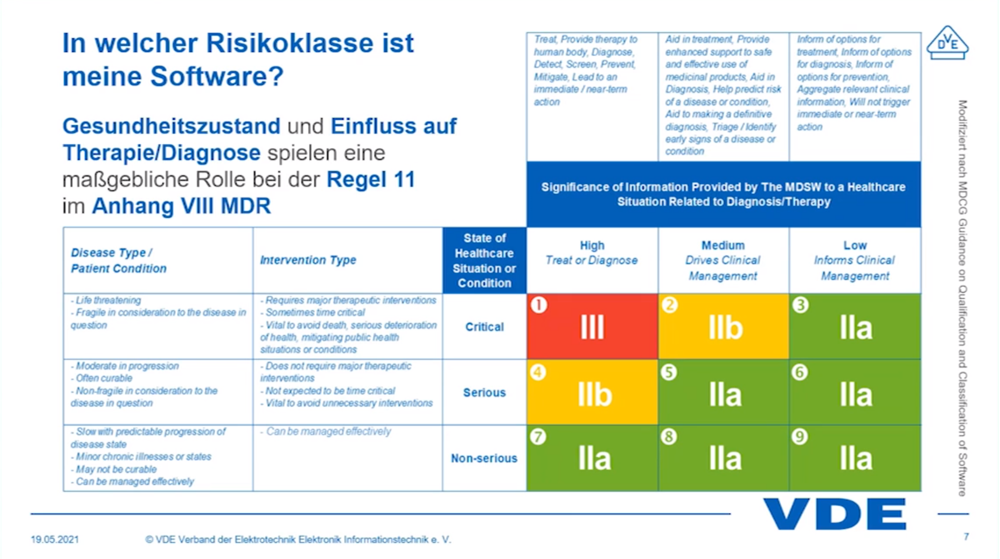 In welcher Risikoklasse ist
meine Software?
Gesundheitszustand und Einfluss auf
Therapie/Diagnose spielen eine
maßgebliche Rolle bei der Regel 11
im Anhang VIII MDR
Treat, Provide therapy to
human body, Diagnose,
Detect, Screen, Prevent,
Mitigate, Lead to an
immediate / near-term
action
Aid in treatment, Provide
enhanced support to safe
and effective use of
medicinal products, Aid in
Diagnosis, Help predict risk
of a disease or condition,
Aid to making a definitive
diagnosis, Triage / Identify
early signs of a disease or
condition
Inform of options for
treatment, Inform of options
for diagnosis, Inform of
options for prevention,
Aggregate relevant clinical
information, Will not trigger
immediate or near-term
action
DVE
Significance of Information Provided by The MDSW to a Healthcare
Situation Related to Diagnosis/Therapy
Disease Type /
Patient Condition
Intervention Type
State of
Healthcare
Situation or
Condition
High
Treat or Diagnose
Medium
Drives Clinical
Management
Low
Informs Clinical
Management
- Life threatening
- Fragile in consideration to the disease in
question
- Requires major therapeutic interventions
- Sometimes time critical
- Vital to avoid death, serious deterioration
of health, mitigating public health
situations or conditions
Critical
1
III
2
IIb
3
IIa
- Moderate in progression
- Often curable
- Non-fragile in consideration to the
disease in question
- Does not require major therapeutic
interventions
- Not expected to be time critical
- Vital to avoid unnecessary interventions
Serious
4
IIb
5
IIa
6
IIa
- Slow with predictable progression of
disease state
- Minor chronic illnesses or states
- May not be curable
- Can be managed effectively
- Can be managed effectively
Non-serious
7
IIa
8
IIa
9
IIa
Modifiziert nach MDCG Guidance on Qualification and Classification of Software
VDE
19.05.2021
© VDE Verband der Elektrotechnik Elektronik Informationstechnik e. V.
7